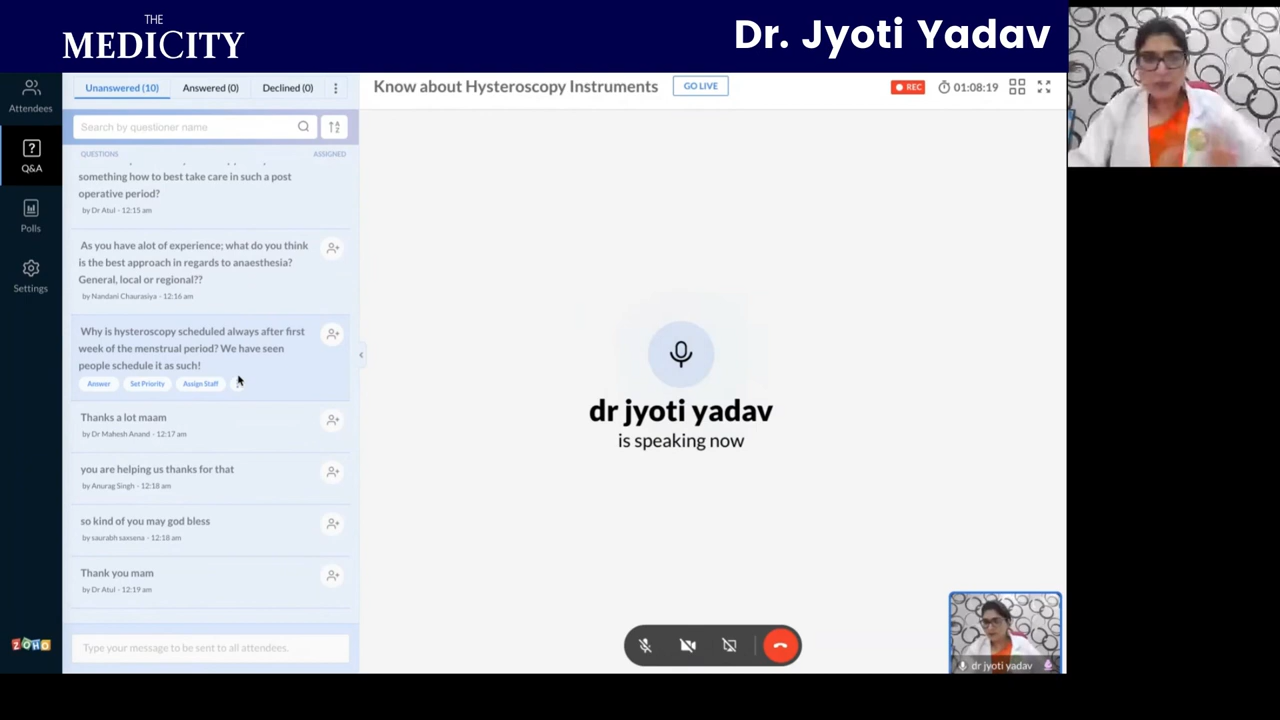 THE
MEDICITY
Dr. Jyoti Yadav
Attendees
Q&A
Polls
Settings
ZOHO
Unanswered (10)
Answered (0)
Declined (0)
Search by questioner name
QUESTIONS
ASSIGNED
something how to best take care in such a post
operative period?
by Dr Atul - 12:15 am
As you have alot of experience; what do you think
is the best approach in regards to anaesthesia?
General, local or regional??
by Nandani Chaurasiya - 12:16 am
Why is hysteroscopy scheduled always after first
week of the menstrual period? We have seen
people schedule it as such!
Answer
Set Priority
Assign Staff
Thanks a lot maam
by Dr Mahesh Anand - 12:17 am
you are helping us thanks for that
by Anurag Singh - 12:18 am
so kind of you may god bless
by saurabh saxsena - 12:18 am
Thank you mam
by Dr Atul - 12:19 am
Type your message to be sent to all attendees.
Know about Hysteroscopy Instruments
GO LIVE
REC
01:08:19
dr jyoti yadav
is speaking now
dr jyoti yadav